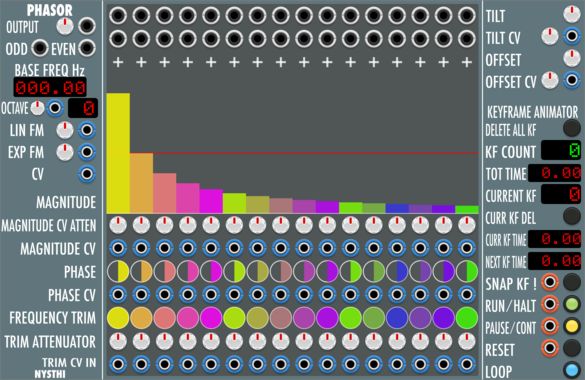 PHASOR
OUTPUT
ODD EVEN
BASE FREQ Hz
000.00
OCTAVE 0
LIN FM
EXP FM
CV
MAGNITUDE
MAGNITUDE CV ATTEN
MAGNITUDE CV
PHASE
PHASE CV
FREQUENCY TRIM
TRIM ATTENUATOR
TRIM CV IN
NYSTHI
+ + + + + + + + + + + + + + + +
TILT
TILT CV
OFFSET
OFFSET CV
KEYFRAME ANIMATOR
DELETE ALL KF
KF COUNT 0
TOT TIME 0.00
CURRENT KF 0
CURR KF DEL
CURR KF TIME 0.00
NEXT KF TIME 0.00
SNAP KF !
RUN/HALT
PAUSE/CONT
RESET
LOOP